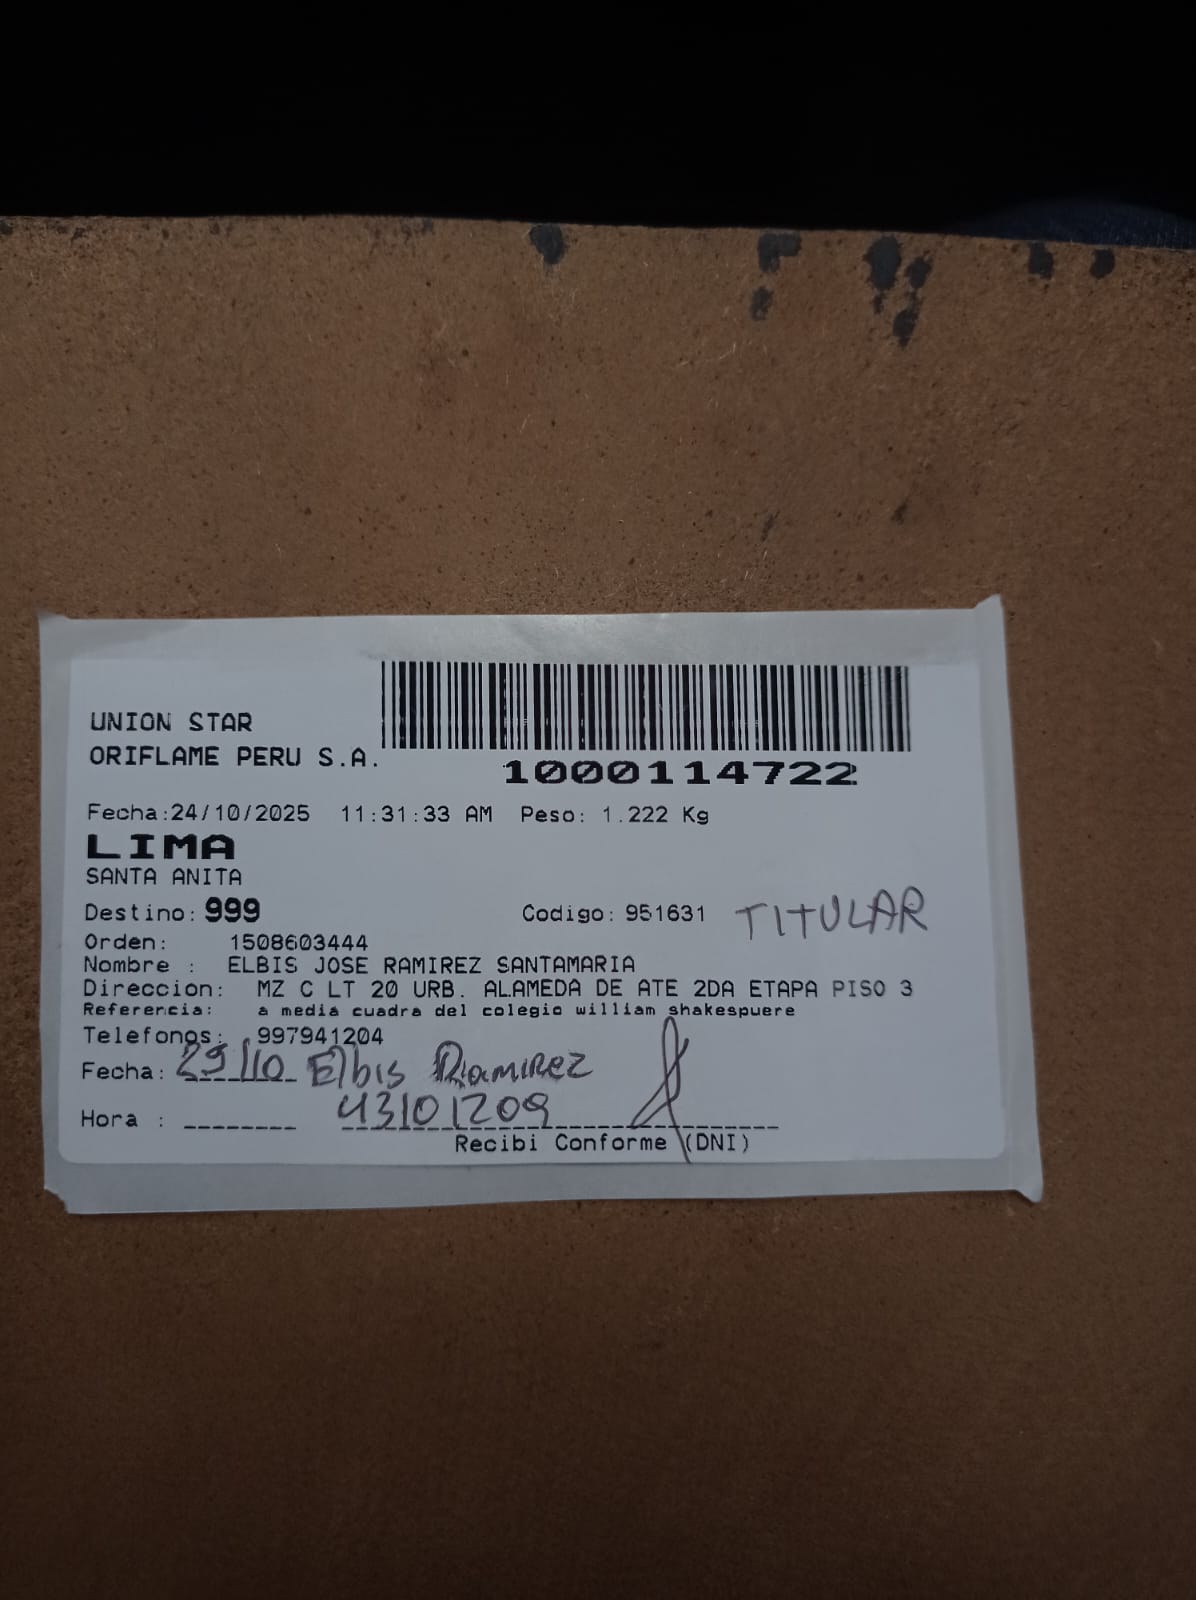 UNION STAR
ORIFLAME PERU S.A.
1000114722
Fecha:24/10/2025 11:31:33 AM Peso: 1.222 Kg
LIMA
SANTA ANITA
Destino: 999 Codigo: 951631 TITULAR
Orden: 1508603444
Nombre : ELBIS JOSE RAMIREZ SANTAMARIA
Direccion: MZ C LT 20 URB. ALAMEDA DE ATE 2DA ETAPA PISO 3
Referencia: a media cuadra del colegio william shakespuere
Telefonos: 997941204
Fecha: 29/10 Elbis Ramirez
Hora : 43101209
Recibi Conforme (DNI)